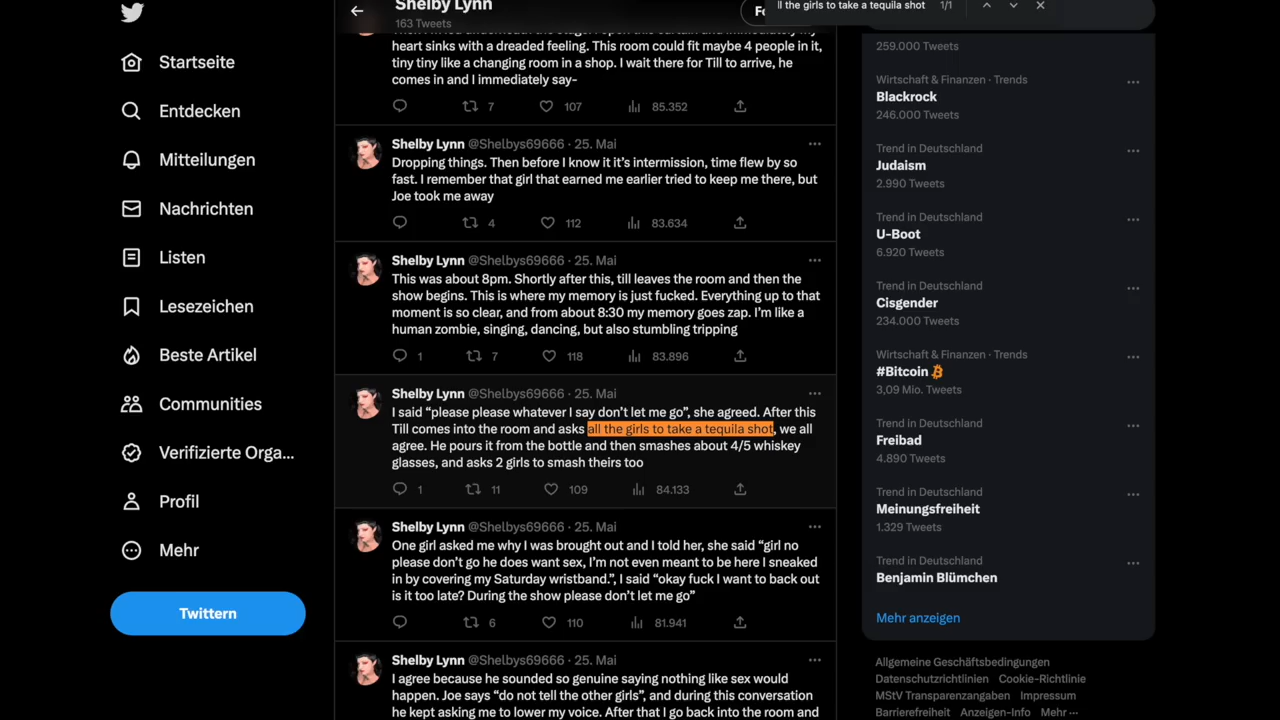 Startseite
Entdecken
Mitteilungen
Nachrichten
Listen
Lesezeichen
Beste Artikel
Communities
Verifizierte Orga...
Profil
Mehr
Twittern
Shelby Lynn
163 Tweets
heart sinks with a dreaded feeling. This room could fit maybe 4 people in it,
tiny tiny like a changing room in a shop. I wait there for Till to arrive, he
comes in and I immediately say-
7 107 85.352
Shelby Lynn @Shelbys69666 · 25. Mai
Dropping things. Then before I know it it’s intermission, time flew by so
fast. I remember that girl that earned me earlier tried to keep me there, but
Joe took me away
4 112 83.634
Shelby Lynn @Shelbys69666 · 25. Mai
This was about 8pm. Shortly after this, till leaves the room and then the
show begins. This is where my memory is just fucked. Everything up to that
moment is so clear, and from about 8:30 my memory goes zap. I’m like a
human zombie, singing, dancing, but also stumbling tripping
1 7 118 83.896
Shelby Lynn @Shelbys69666 · 25. Mai
I said “please please whatever I say don’t let me go”, she agreed. After this
Till comes into the room and asks all the girls to take a tequila shot, we all
agree. He pours it from the bottle and then smashes about 4/5 whiskey
glasses, and asks 2 girls to smash theirs too
1 11 109 84.133
Shelby Lynn @Shelbys69666 · 25. Mai
One girl asked me why I was brought out and I told her, she said “girl no
please don’t go he does want sex, I’m not even meant to be here I sneaked
in by covering my Saturday wristband.”, I said “okay fuck I want to back out
is it too late? During the show please don’t let me go”
6 110 81.941
Shelby Lynn @Shelbys69666 · 25. Mai
I agree because he sounded so genuine saying nothing like sex would
happen. Joe says “do not tell the other girls”, and during this conversation
he kept asking me to lower my voice. After that I go back into the room and
ll the girls to take a tequila shot 1/1
259.000 Tweets
Wirtschaft & Finanzen · Trends
Blackrock
246.000 Tweets
Trend in Deutschland
Judaism
2.990 Tweets
Trend in Deutschland
U-Boot
6.920 Tweets
Trend in Deutschland
Cisgender
234.000 Tweets
Wirtschaft & Finanzen · Trends
#Bitcoin
3,09 Mio. Tweets
Trend in Deutschland
Freibad
4.890 Tweets
Trend in Deutschland
Meinungsfreiheit
1.329 Tweets
Trend in Deutschland
Benjamin Blümchen
Mehr anzeigen
Allgemeine Geschäftsbedingungen
Datenschutzrichtlinien Cookie-Richtlinie
MStV Transparenzangaben Impressum
Barrierefreiheit Anzeigen-Info Mehr ···